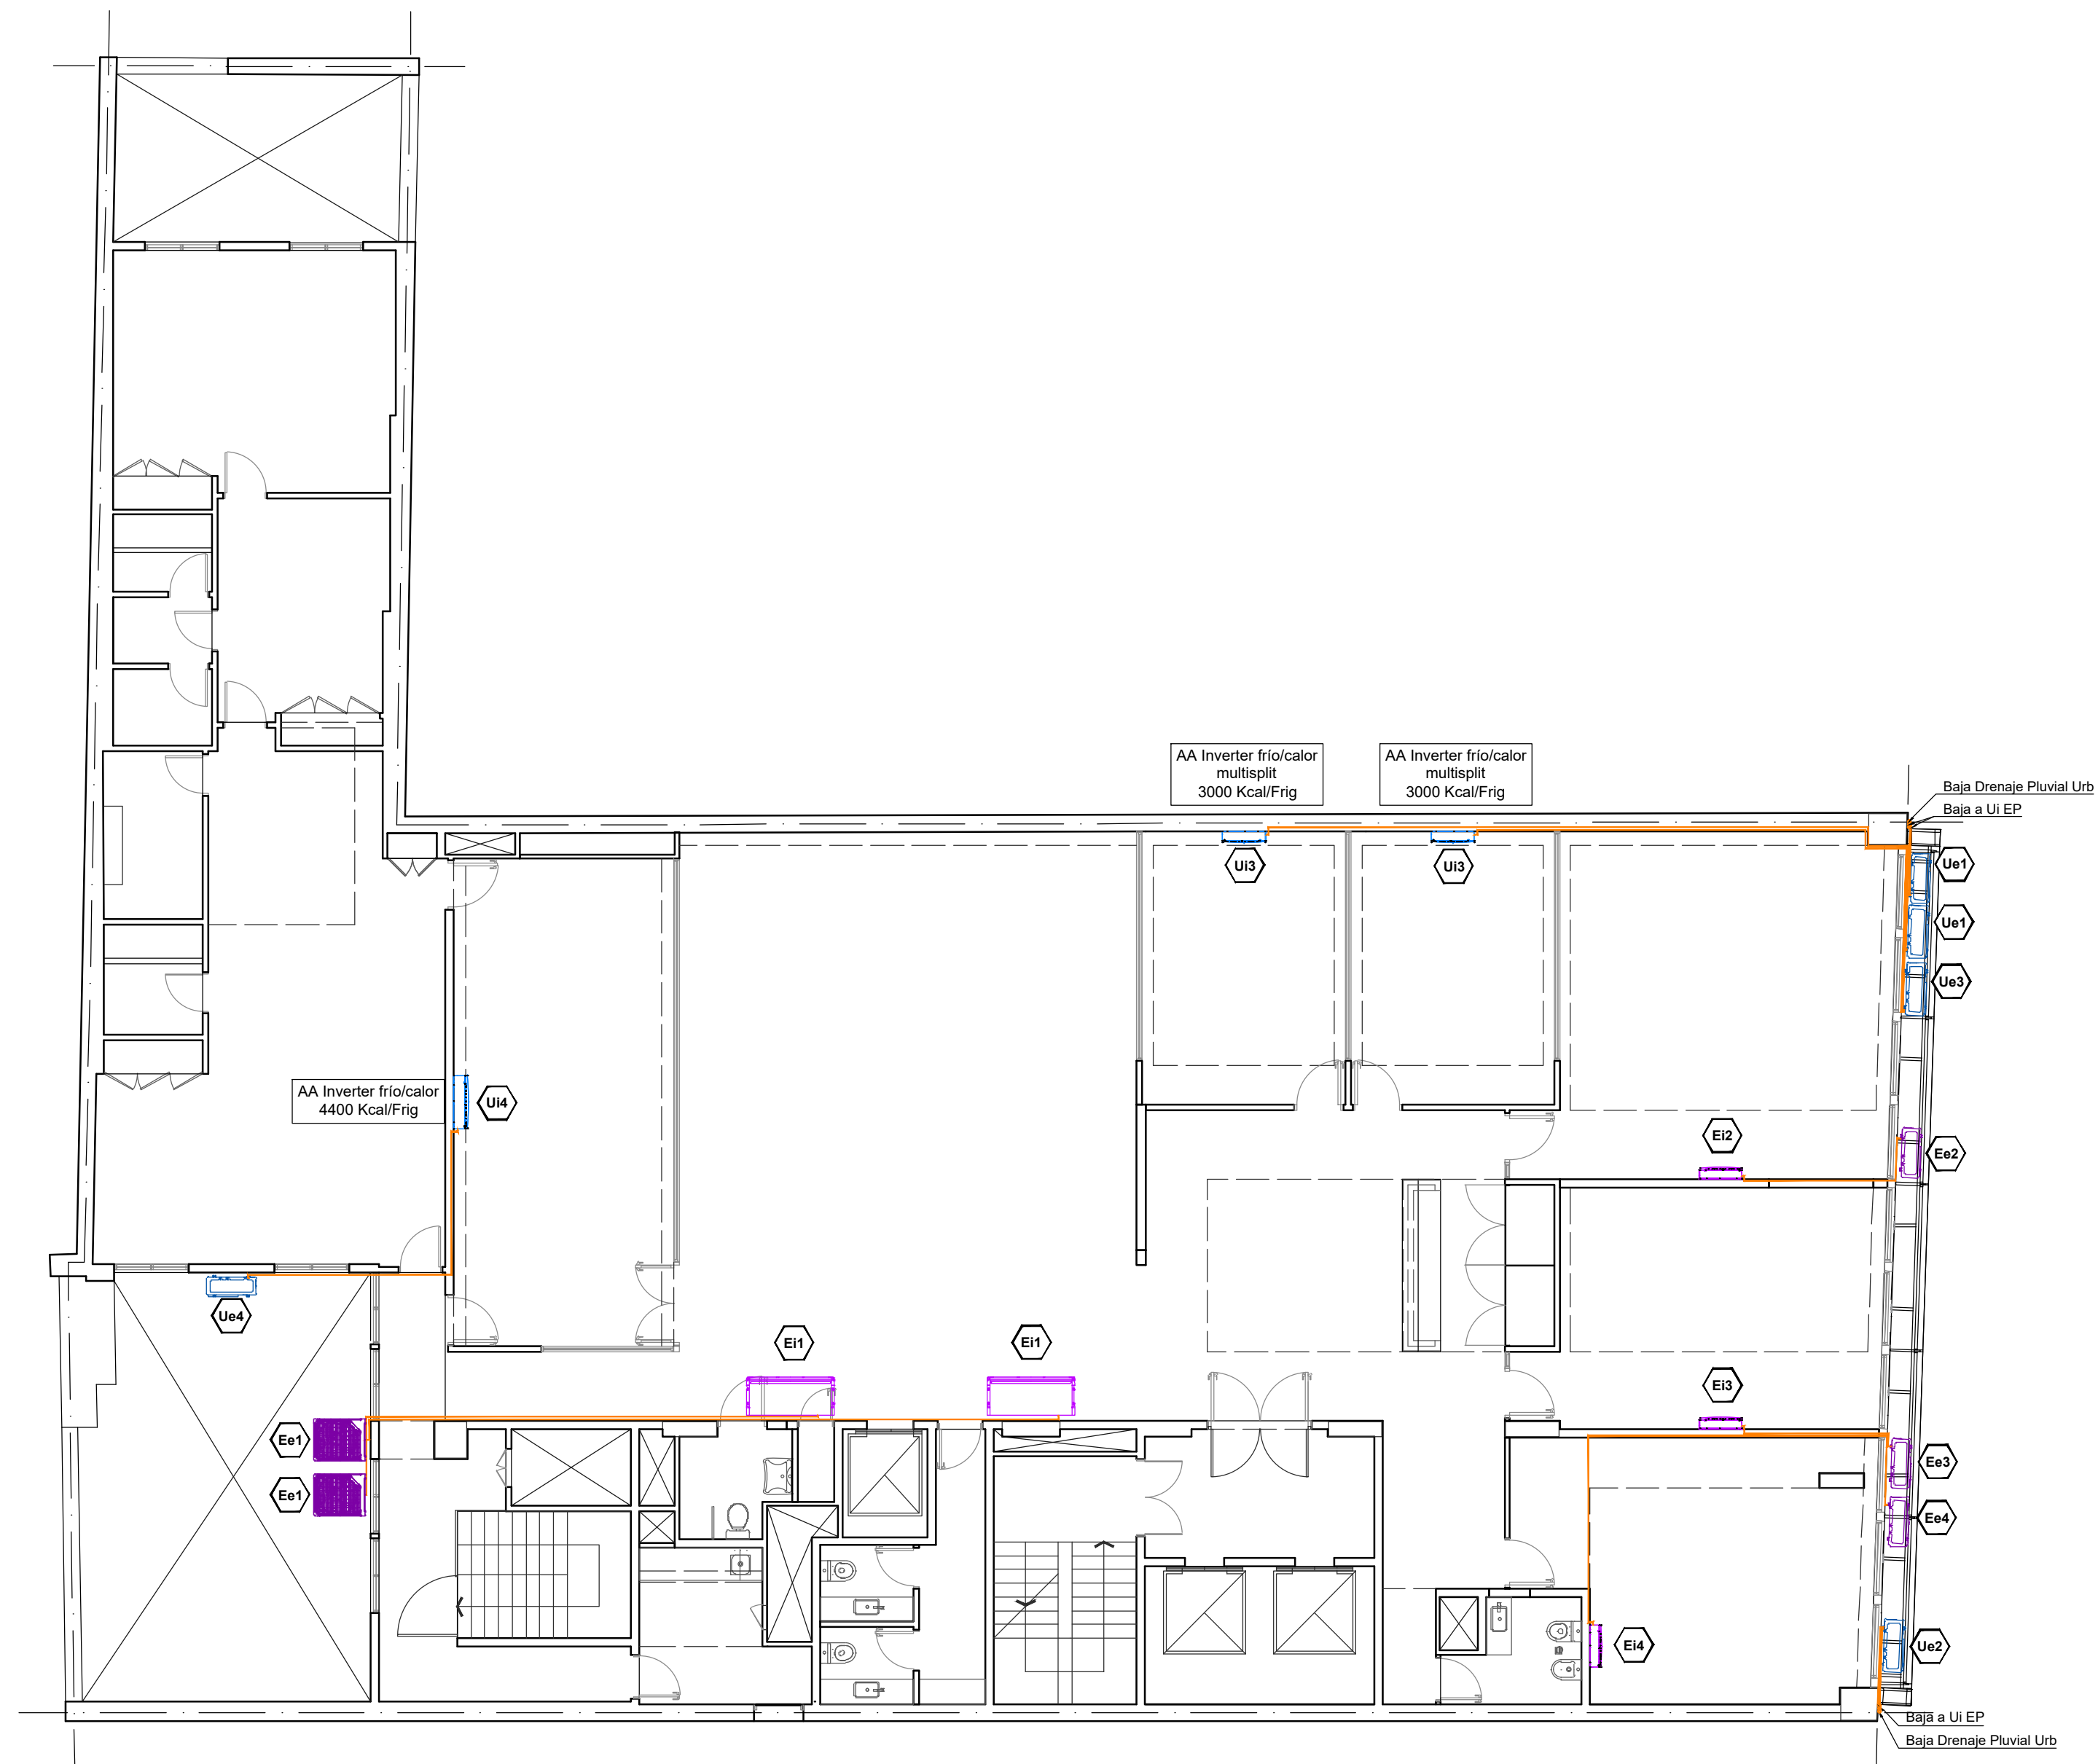 AA Inverter frío/calor
multisplit
3000 Kcal/Frig
AA Inverter frío/calor
multisplit
3000 Kcal/Frig
Baja Drenaje Pluvial Urb
Baja a Ui EP
Ui3
Ui3
Ue1
Ue1
Ue3
AA Inverter frío/calor
4400 Kcal/Frig
Ui4
Ei2
Ee2
Ue4
Ei1
Ei1
Ei3
Ee1
Ee1
Ee3
Ee4
Ei4
Ue2
Baja a Ui EP
Baja Drenaje Pluvial Urb